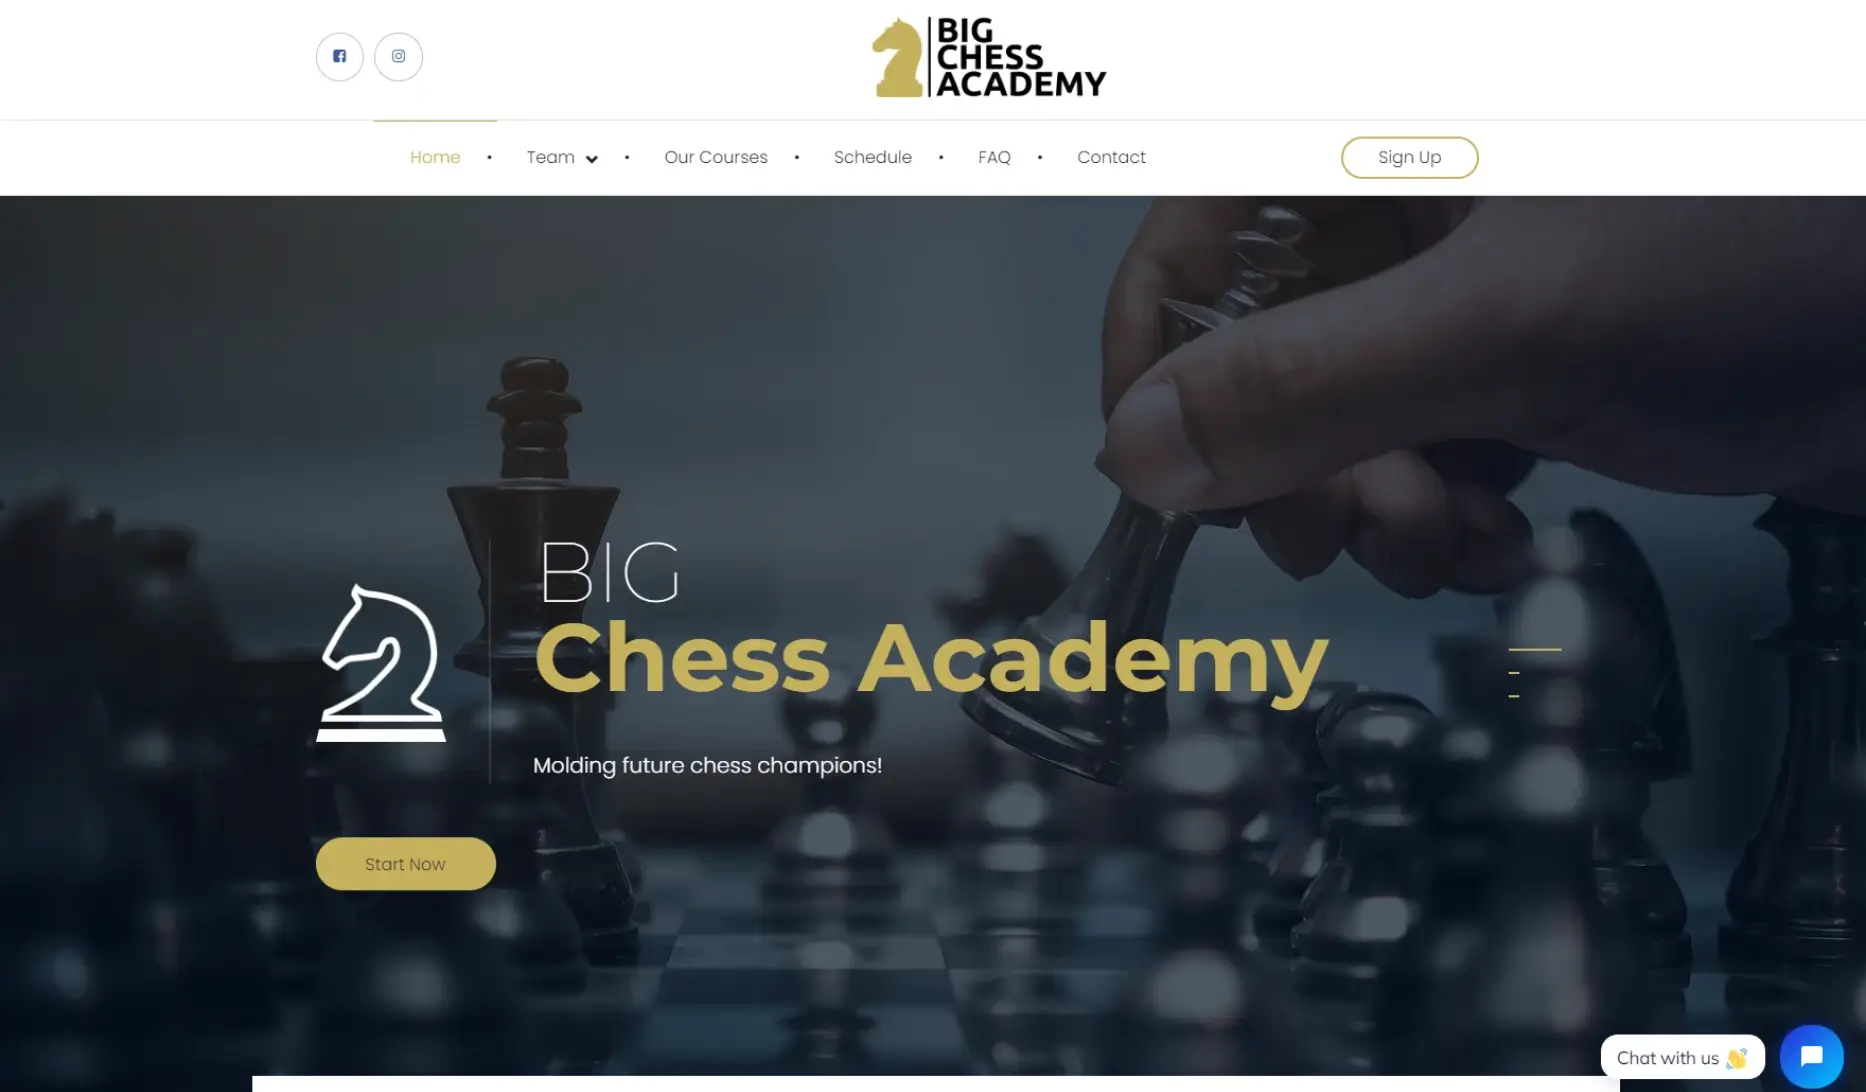 BIG
CHESS
ACADEMY
Home • Team • Our Courses • Schedule • FAQ • Contact
Sign Up
BIG
Chess Academy
Molding future chess champions!
Start Now
Chat with us 👋